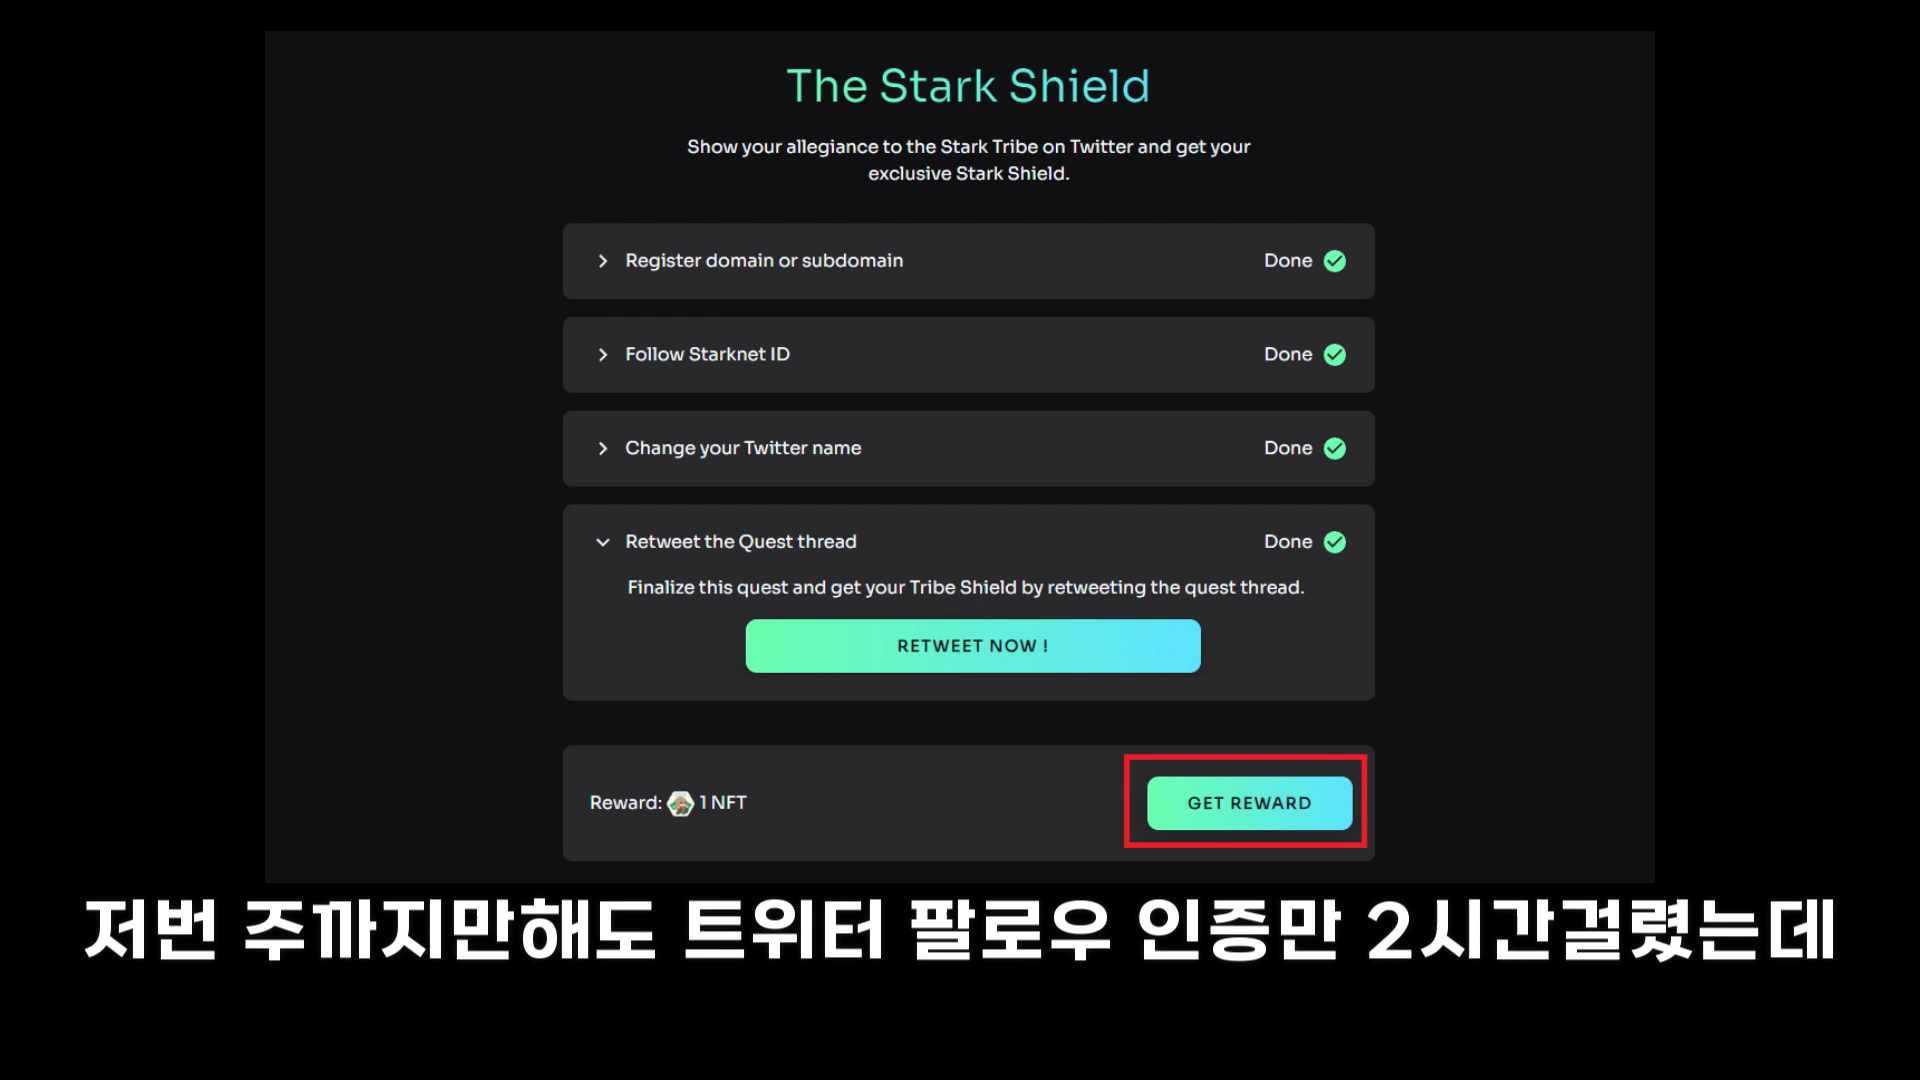 The Stark Shield
Show your allegiance to the Stark Tribe on Twitter and get your
exclusive Stark Shield.
Register domain or subdomain Done
Follow Starknet ID Done
Change your Twitter name Done
Retweet the Quest thread Done
Finalize this quest and get your Tribe Shield by retweeting the quest thread.
RETWEET NOW !
Reward: 1 NFT GET REWARD
저번 주까지만해도 트위터 팔로우 인증만 2시간걸렸는데